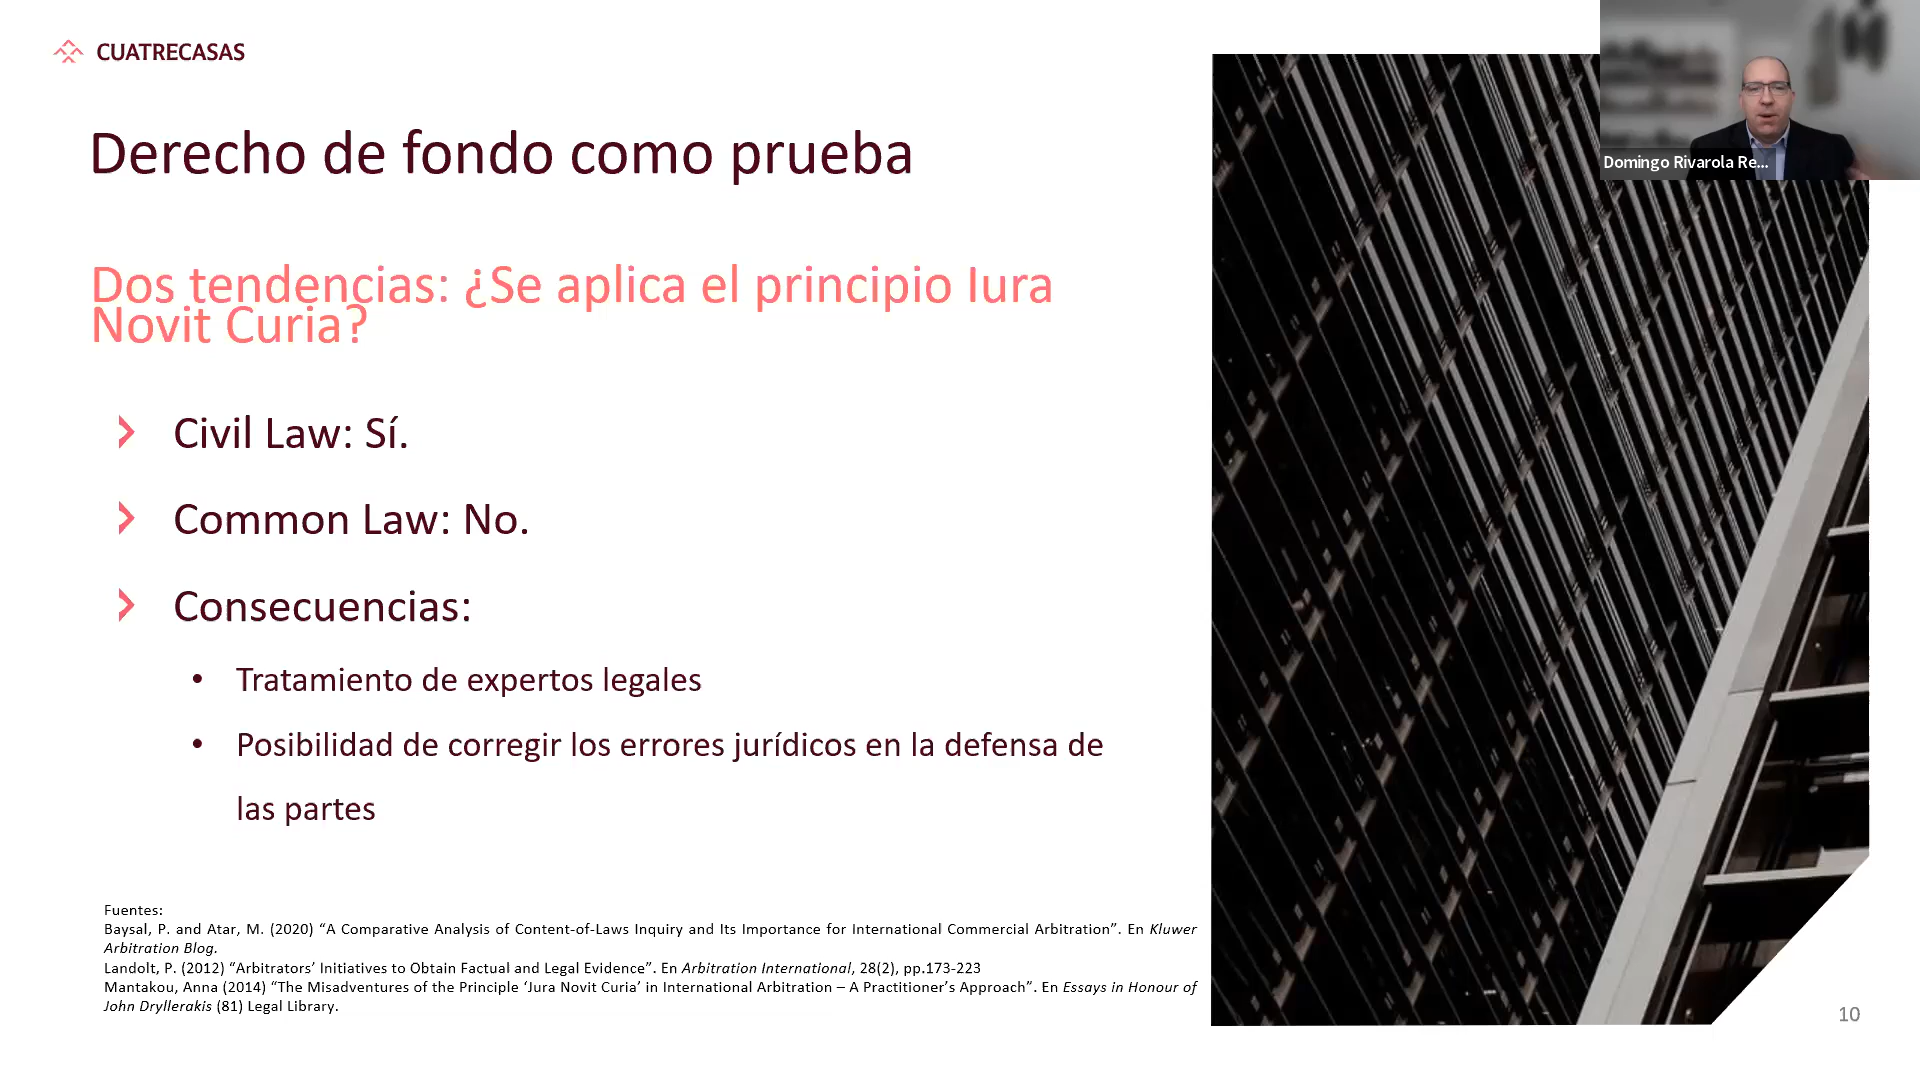 CUATRECASAS
Domingo Rivarola Re...
Derecho de fondo como prueba
Dos tendencias: ¿Se aplica el principio Iura
Novit Curia?
Civil Law: Sí.
Common Law: No.
Consecuencias:
• Tratamiento de expertos legales
• Posibilidad de corregir los errores jurídicos en la defensa de
las partes
Fuentes:
Baysal, P. and Atar, M. (2020) “A Comparative Analysis of Content-of-Laws Inquiry and Its Importance for International Commercial Arbitration”. En Kluwer
Arbitration Blog.
Landolt, P. (2012) “Arbitrators’ Initiatives to Obtain Factual and Legal Evidence”. En Arbitration International, 28(2), pp.173-223
Mantakou, Anna (2014) “The Misadventures of the Principle ‘Jura Novit Curia’ in International Arbitration – A Practitioner’s Approach”. En Essays in Honour of
John Dryllerakis (81) Legal Library.
10